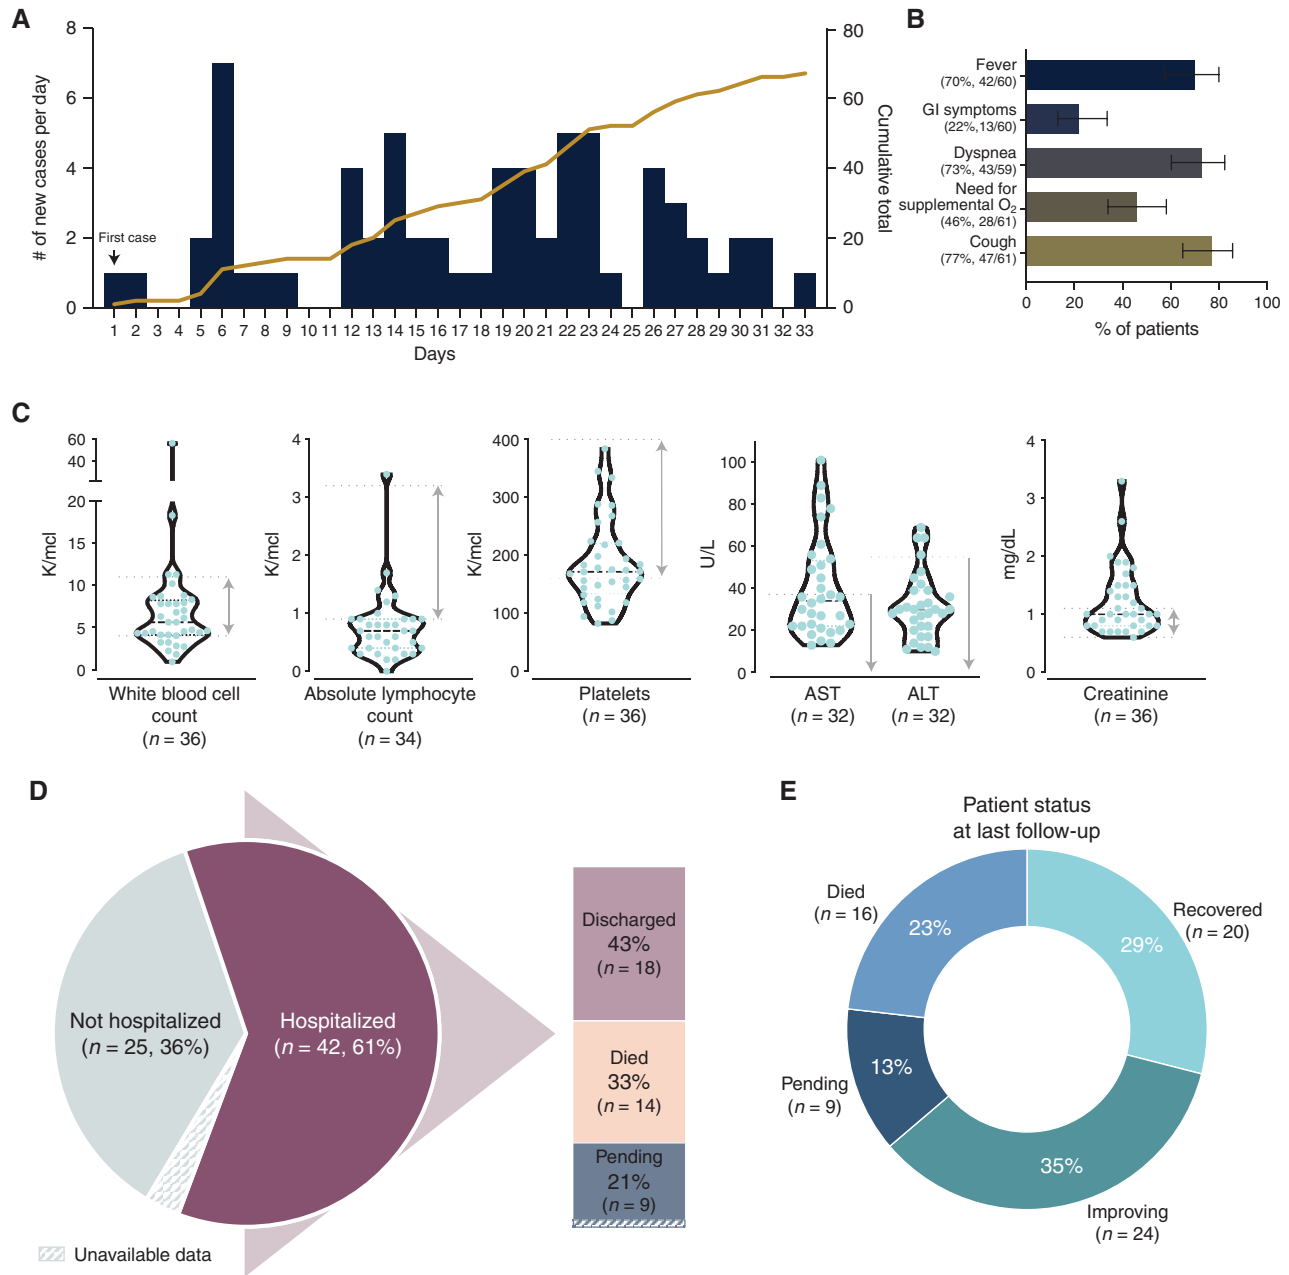 A
8
6
4
2
0
# of new cases per day
First case
80
60
40
20
0
Cumulative total
1 2 3 4 5 6 7 8 9 10 11 12 13 14 15 16 17 18 19 20 21 22 23 24 25 26 27 28 29 30 31 32 33
Days
B
Fever
(70%, 42/60)
GI symptoms
(22%,13/60)
Dyspnea
(73%, 43/59)
Need for
supplemental O₂
(46%, 28/61)
Cough
(77%, 47/61)
0 20 40 60 80 100
% of patients
C
60
40
20
15
10
5
0
K/mcl
White blood cell
count
(n = 36)
4
3
2
1
0
K/mcl
Absolute lymphocyte
count
(n = 34)
400
300
200
100
0
K/mcl
Platelets
(n = 36)
100
80
60
40
20
0
U/L
AST
(n = 32)
ALT
(n = 32)
4
3
2
1
0
mg/dL
Creatinine
(n = 36)
D
Not hospitalized
(n = 25, 36%)
Hospitalized
(n = 42, 61%)
Discharged
43%
(n = 18)
Died
33%
(n = 14)
Pending
21%
(n = 9)
Unavailable data
E
Patient status
at last follow-up
Died
(n = 16)
23%
Recovered
(n = 20)
29%
Pending
(n = 9)
13%
35%
Improving
(n = 24)